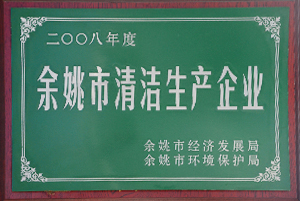 二〇〇八年度
余姚市清洁生产企业
余姚市经济发展局
余姚市环境保护局